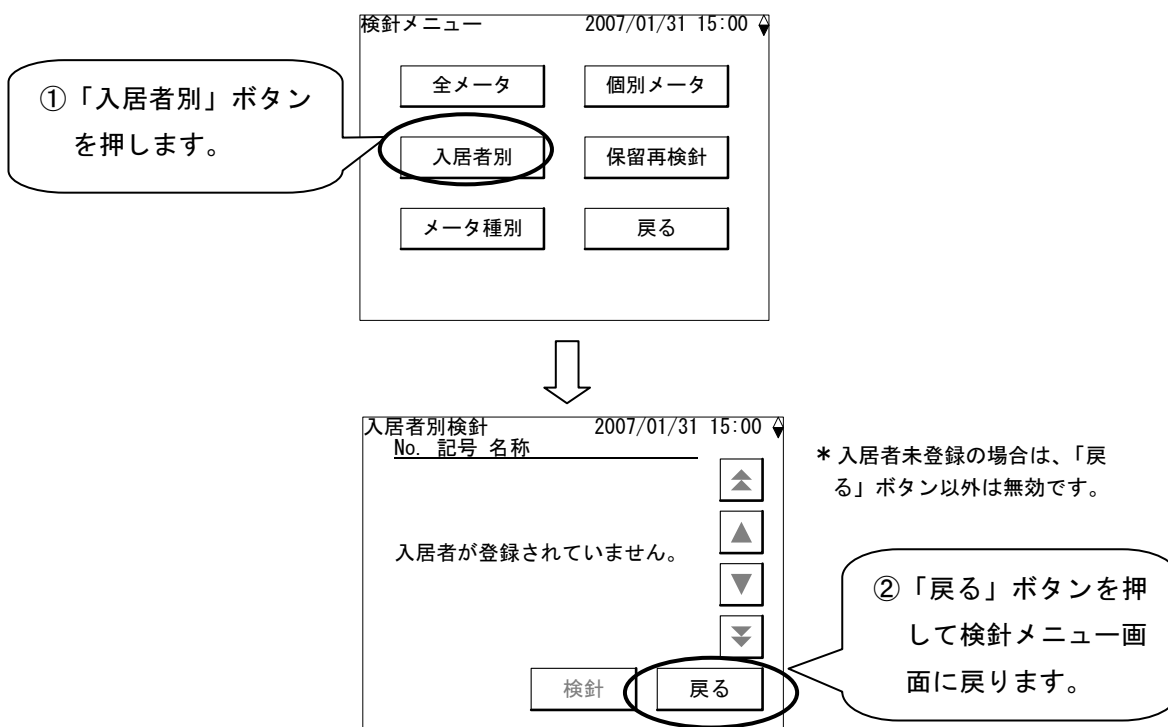 検針メニュー 2007/01/31 15:00
全メータ 個別メータ
①「入居者別」ボタン
を押します。
入居者別 保留再検針
メータ種別 戻る
入居者別検針 2007/01/31 15:00
No. 記号 名称
＊入居者未登録の場合は、「戻
る」ボタン以外は無効です。
入居者が登録されていません。
②「戻る」ボタンを押
して検針メニュー画
面に戻ります。
検針 戻る